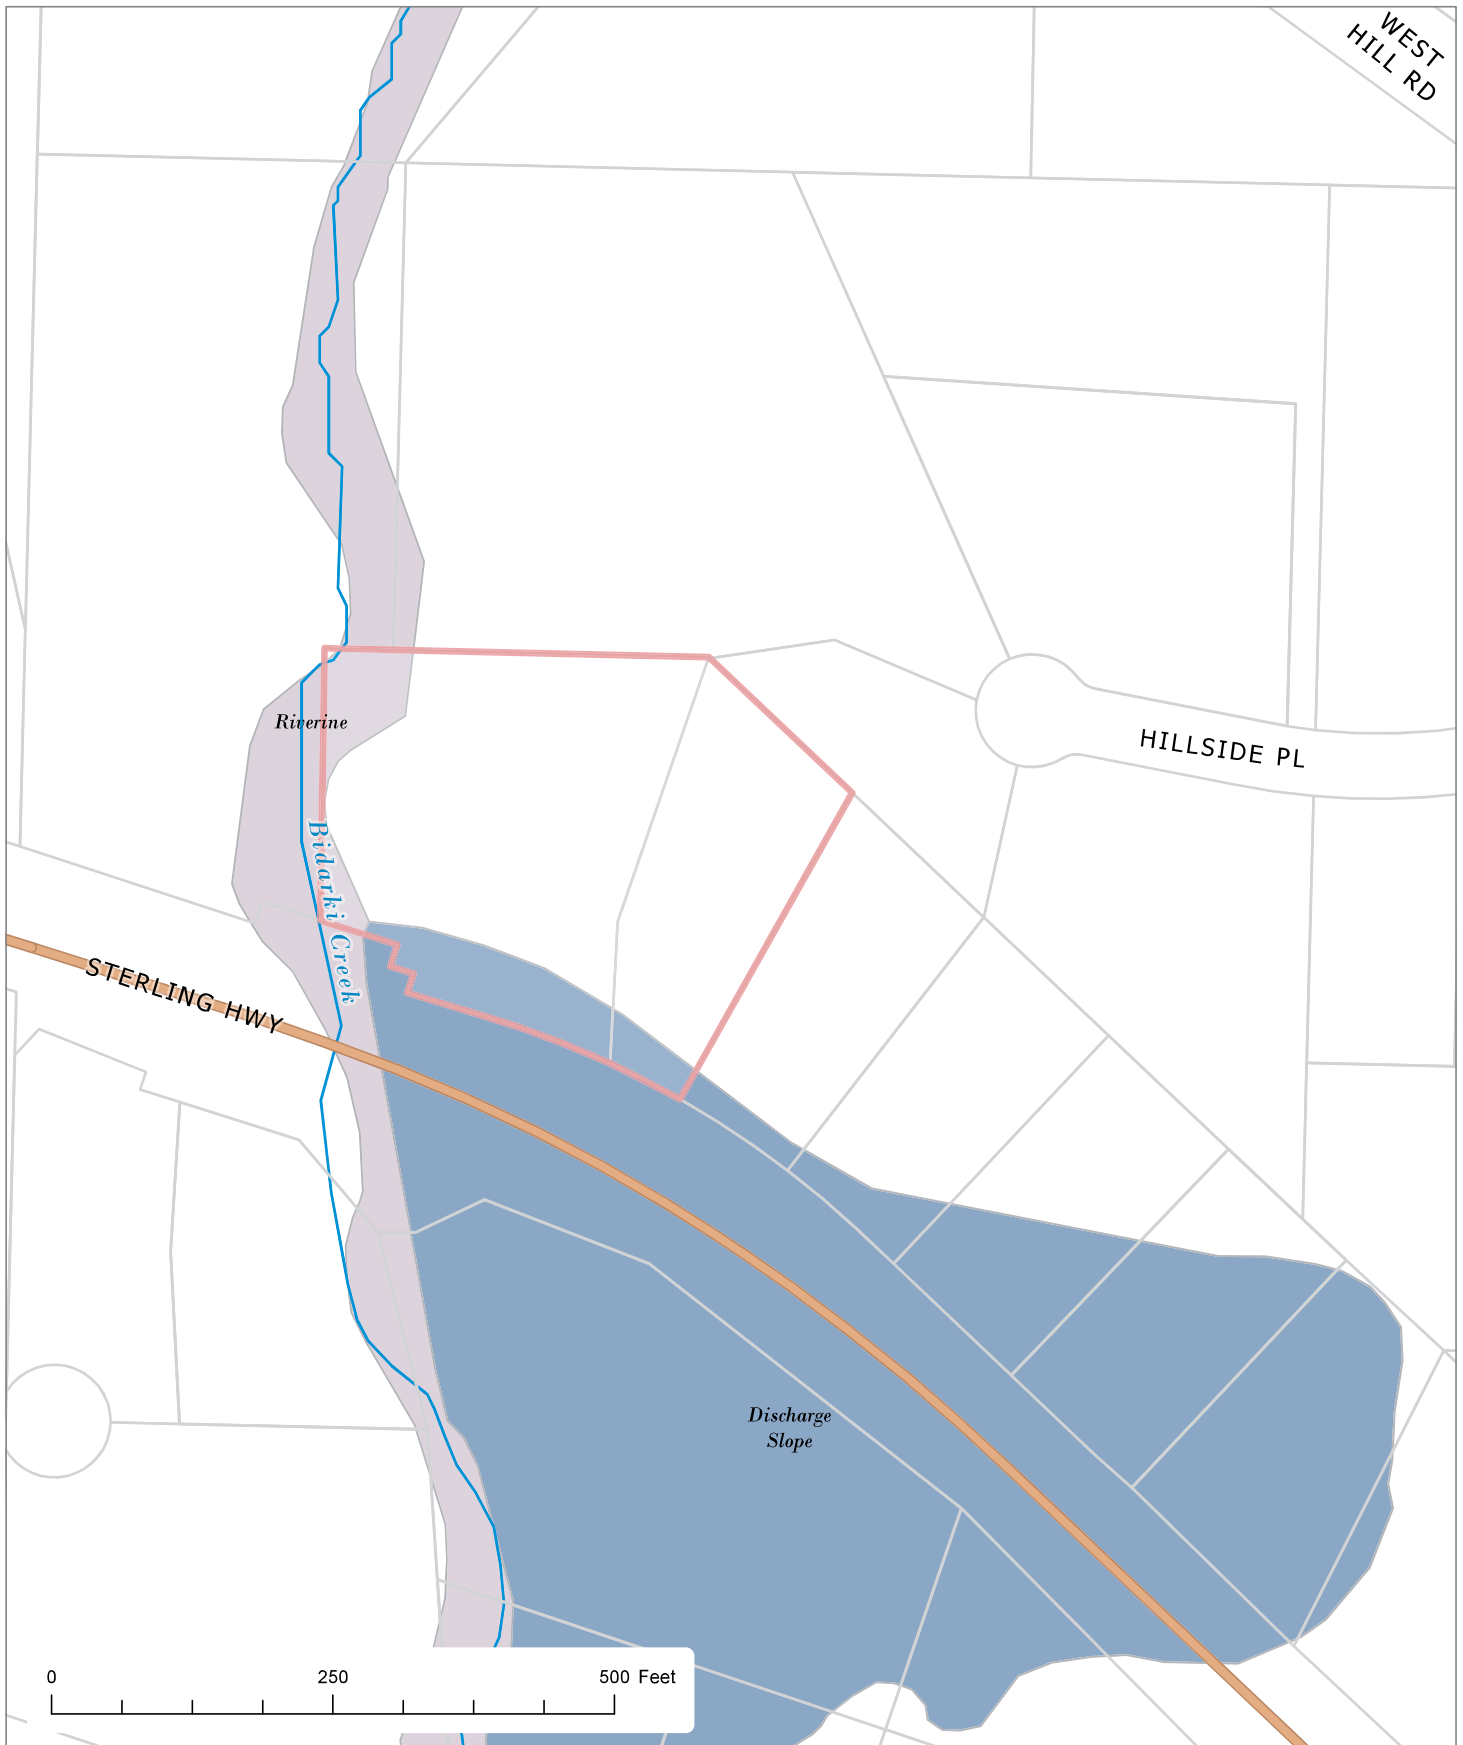 WEST
HILL RD
HILLSIDE PL
Riverine
Bidarki Creek
STERLING HWY
Discharge
Slope
0 250 500 Feet